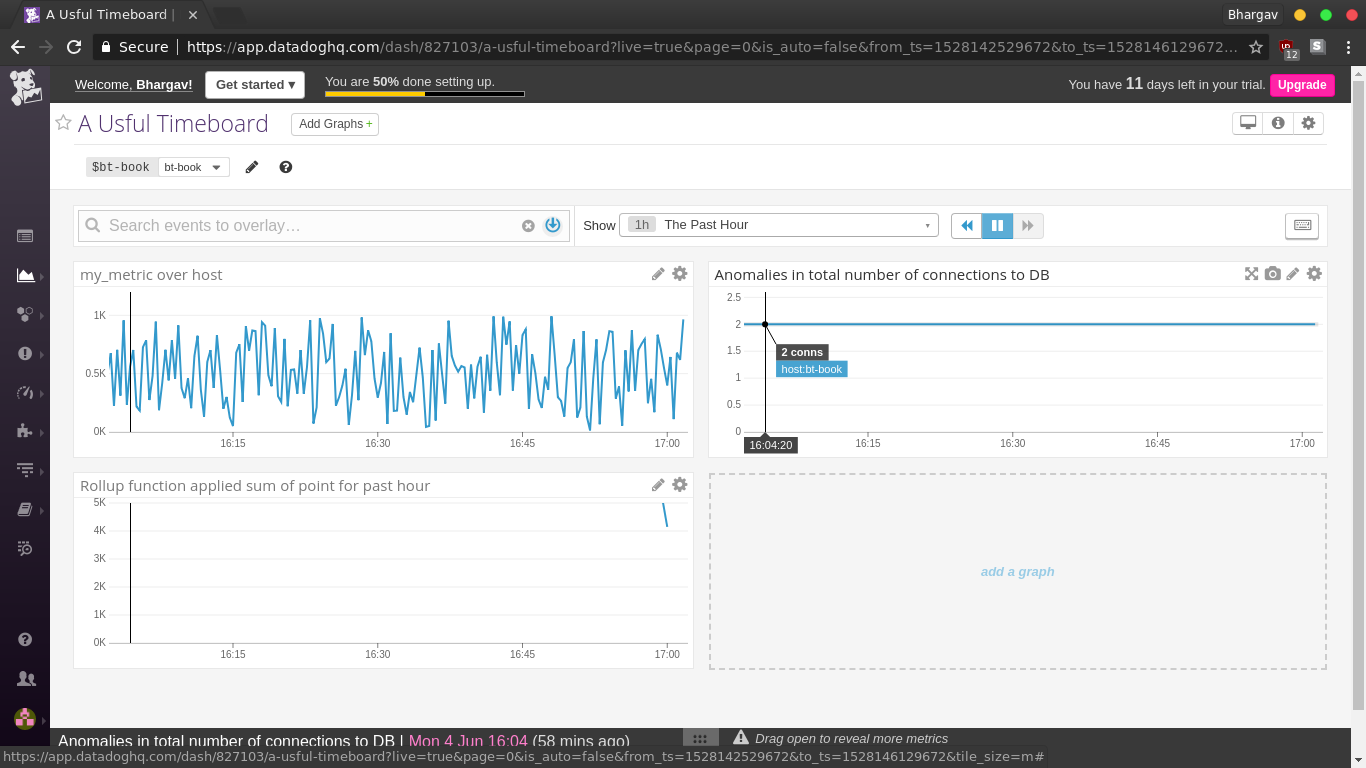 A Usful Timeboard |
Bhargav
Secure
https://app.datadoghq.com/dash/827103/a-usful-timeboard?live=true&page=0&is_auto=false&from_ts=1528142529672&to_ts=1528146129672…
12
S
Welcome, Bhargav!
Get started ▾
You are 50% done setting up.
You have 11 days left in your trial.
Upgrade
A Usful Timeboard
Add Graphs +
$bt-book
bt-book
Search events to overlay…
Show
1h The Past Hour
my_metric over host
1K
0.5K
0K
16:15
16:30
16:45
17:00
Anomalies in total number of connections to DB
2.5
2
1.5
1
0.5
0
2 conns
host:bt-book
16:04:20
16:15
16:30
16:45
17:00
Rollup function applied sum of point for past hour
5K
4K
3K
2K
1K
0K
16:15
16:30
16:45
17:00
add a graph
Anomalies in total number of connections to DB | Mon 4 Jun 16:04 (58 mins ago)
Drag open to reveal more metrics
https://app.datadoghq.com/dash/827103/a-usful-timeboard?live=true&page=0&is_auto=false&from_ts=1528142529672&to_ts=1528146129672&tile_size=m#